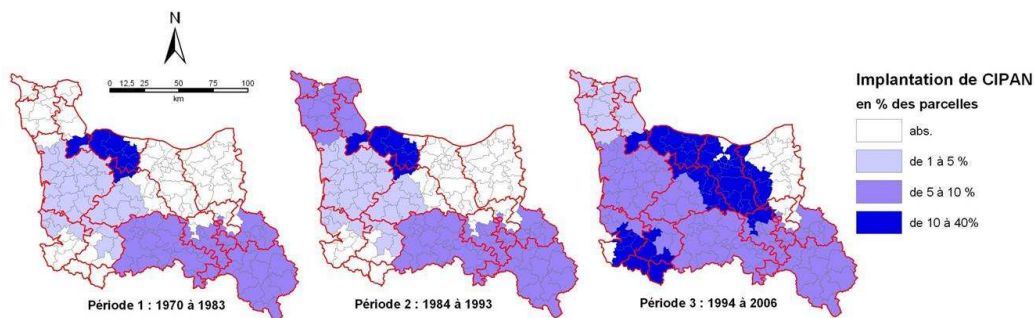 N
0 12,5 25 50 75 100
km
Implantation de CIPAN
en % des parcelles
abs.
de 1 à 5 %
de 5 à 10 %
de 10 à 40%
Période 1 : 1970 à 1983
Période 2 : 1984 à 1993
Période 3 : 1994 à 2006